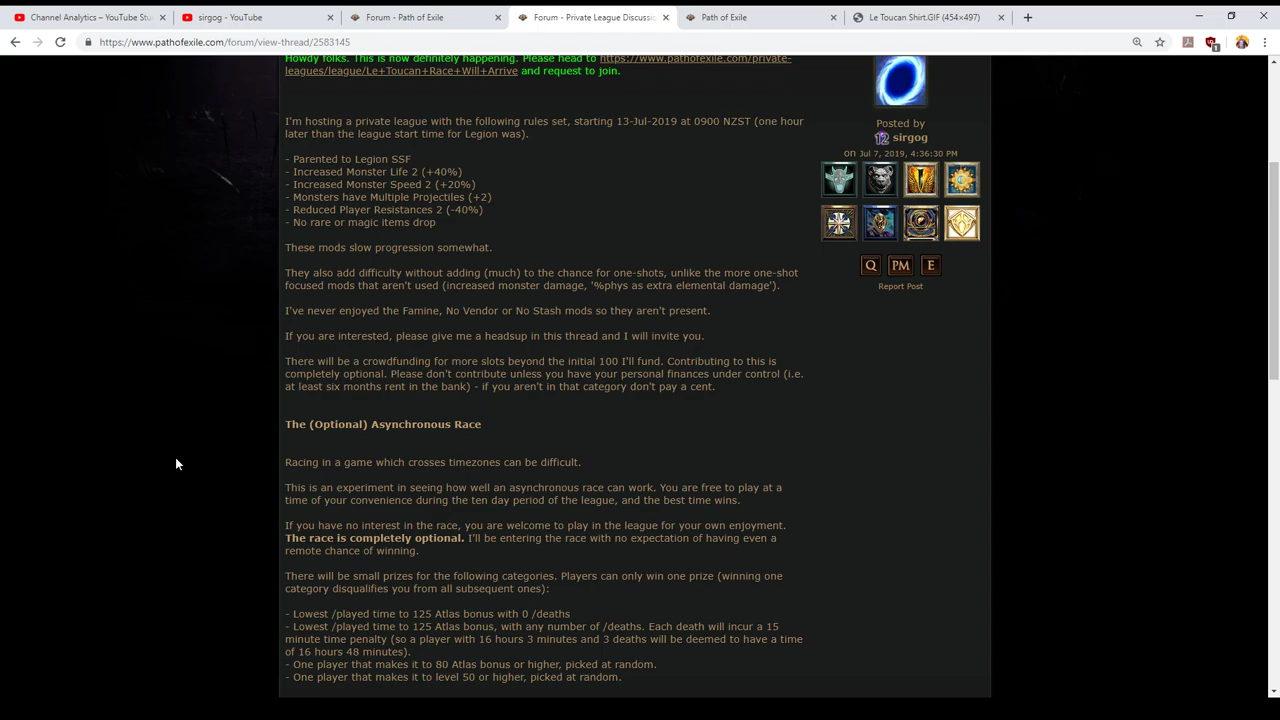 Channel Analytics – YouTube Stu
sirgog - YouTube
Forum - Path of Exile
Forum - Private League Discussio
Path of Exile
Le Toucan Shirt.GIF (454×497)
https://www.pathofexile.com/forum/view-thread/2583145
Howdy folks. This is now definitely happening. Please head to https://www.pathofexile.com/private-
leagues/league/Le+Toucan+Race+Will+Arrive and request to join.
I'm hosting a private league with the following rules set, starting 13-Jul-2019 at 0900 NZST (one hour
later than the league start time for Legion was).
- Parented to Legion SSF
- Increased Monster Life 2 (+40%)
- Increased Monster Speed 2 (+20%)
- Monsters have Multiple Projectiles (+2)
- Reduced Player Resistances 2 (-40%)
- No rare or magic items drop
These mods slow progression somewhat.
They also add difficulty without adding (much) to the chance for one-shots, unlike the more one-shot
focused mods that aren't used (increased monster damage, '%phys as extra elemental damage').
I've never enjoyed the Famine, No Vendor or No Stash mods so they aren't present.
If you are interested, please give me a headsup in this thread and I will invite you.
There will be a crowdfunding for more slots beyond the initial 100 I'll fund. Contributing to this is
completely optional. Please don't contribute unless you have your personal finances under control (i.e.
at least six months rent in the bank) - if you aren't in that category don't pay a cent.
The (Optional) Asynchronous Race
Racing in a game which crosses timezones can be difficult.
This is an experiment in seeing how well an asynchronous race can work. You are free to play at a
time of your convenience during the ten day period of the league, and the best time wins.
If you have no interest in the race, you are welcome to play in the league for your own enjoyment.
The race is completely optional. I'll be entering the race with no expectation of having even a
remote chance of winning.
There will be small prizes for the following categories. Players can only win one prize (winning one
category disqualifies you from all subsequent ones):
- Lowest /played time to 125 Atlas bonus with 0 /deaths
- Lowest /played time to 125 Atlas bonus, with any number of /deaths. Each death will incur a 15
minute time penalty (so a player with 16 hours 3 minutes and 3 deaths will be deemed to have a time
of 16 hours 48 minutes).
- One player that makes it to 80 Atlas bonus or higher, picked at random.
- One player that makes it to level 50 or higher, picked at random.
Posted by
12 sirgog
on Jul 7, 2019, 4:36:30 PM
Q PM E
Report Post